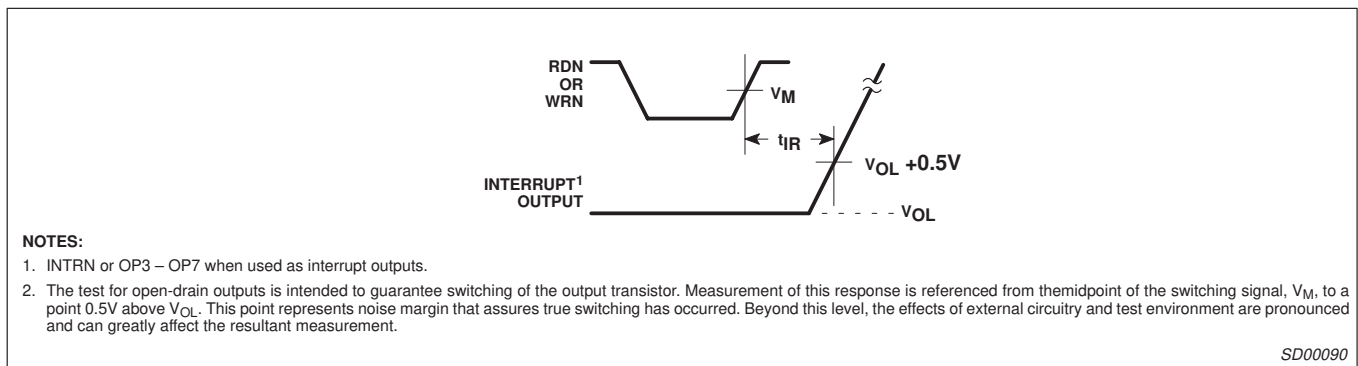 RDN
OR
WRN
VM
tIR
VOL +0.5V
INTERRUPT1
OUTPUT
VOL
NOTES:
1. INTRN or OP3 – OP7 when used as interrupt outputs.
2. The test for open-drain outputs is intended to guarantee switching of the output transistor. Measurement of this response is referenced from themidpoint of the switching signal, VM, to a
point 0.5V above VOL. This point represents noise margin that assures true switching has occurred. Beyond this level, the effects of external circuitry and test environment are pronounced
and can greatly affect the resultant measurement.
SD00090